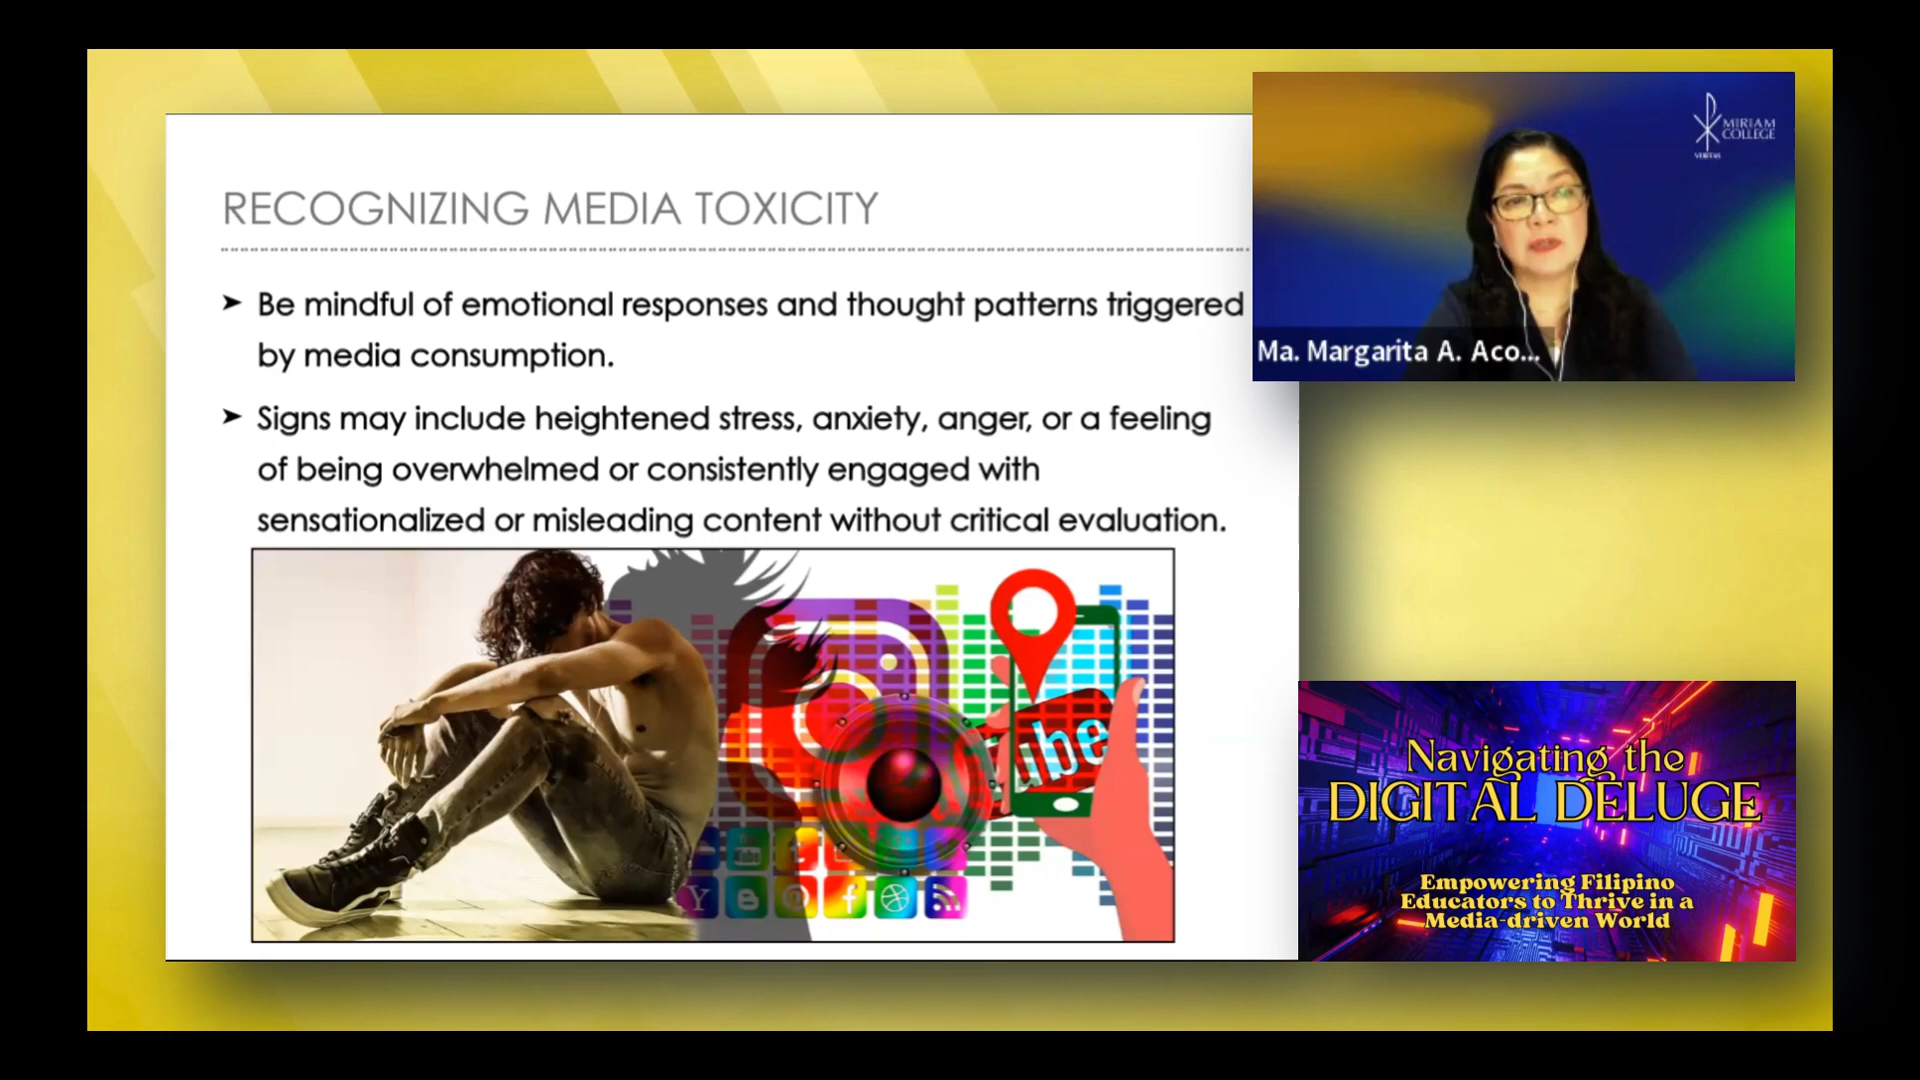 RECOGNIZING MEDIA TOXICITY
➤ Be mindful of emotional responses and thought patterns triggered
by media consumption.
➤ Signs may include heightened stress, anxiety, anger, or a feeling
of being overwhelmed or consistently engaged with
sensationalized or misleading content without critical evaluation.
ube
MIRIAM
COLLEGE
VERITAS
Ma. Margarita A. Aco...
Navigating the
DIGITAL DELUGE
Empowering Filipino
Educators to Thrive in a
Media-driven World